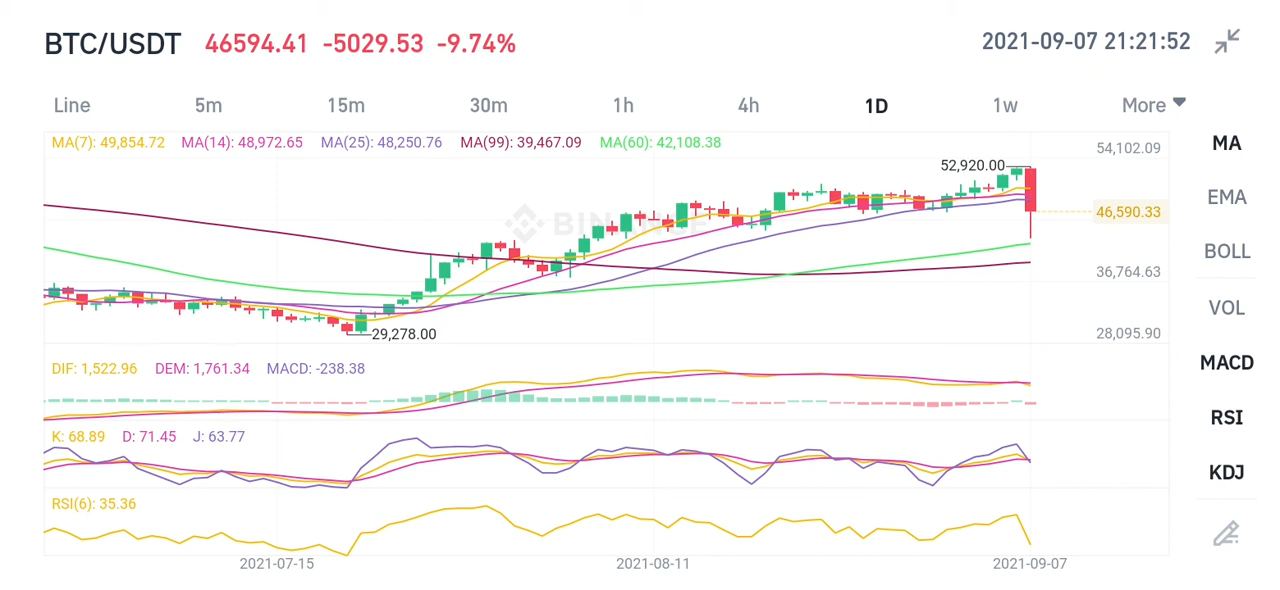 BTC/USDT 46594.41 -5029.53 -9.74% 2021-09-07 21:21:52
Line 5m 15m 30m 1h 4h 1D 1w More
MA(7): 49,854.72 MA(14): 48,972.65 MA(25): 48,250.76 MA(99): 39,467.09 MA(60): 42,108.38
54,102.09
MA
52,920.00
EMA
46,590.33
BOLL
36,764.63
VOL
29,278.00
28,095.90
DIF: 1,522.96 DEM: 1,761.34 MACD: -238.38
MACD
RSI
K: 68.89 D: 71.45 J: 63.77
KDJ
RSI(6): 35.36
2021-07-15 2021-08-11 2021-09-07